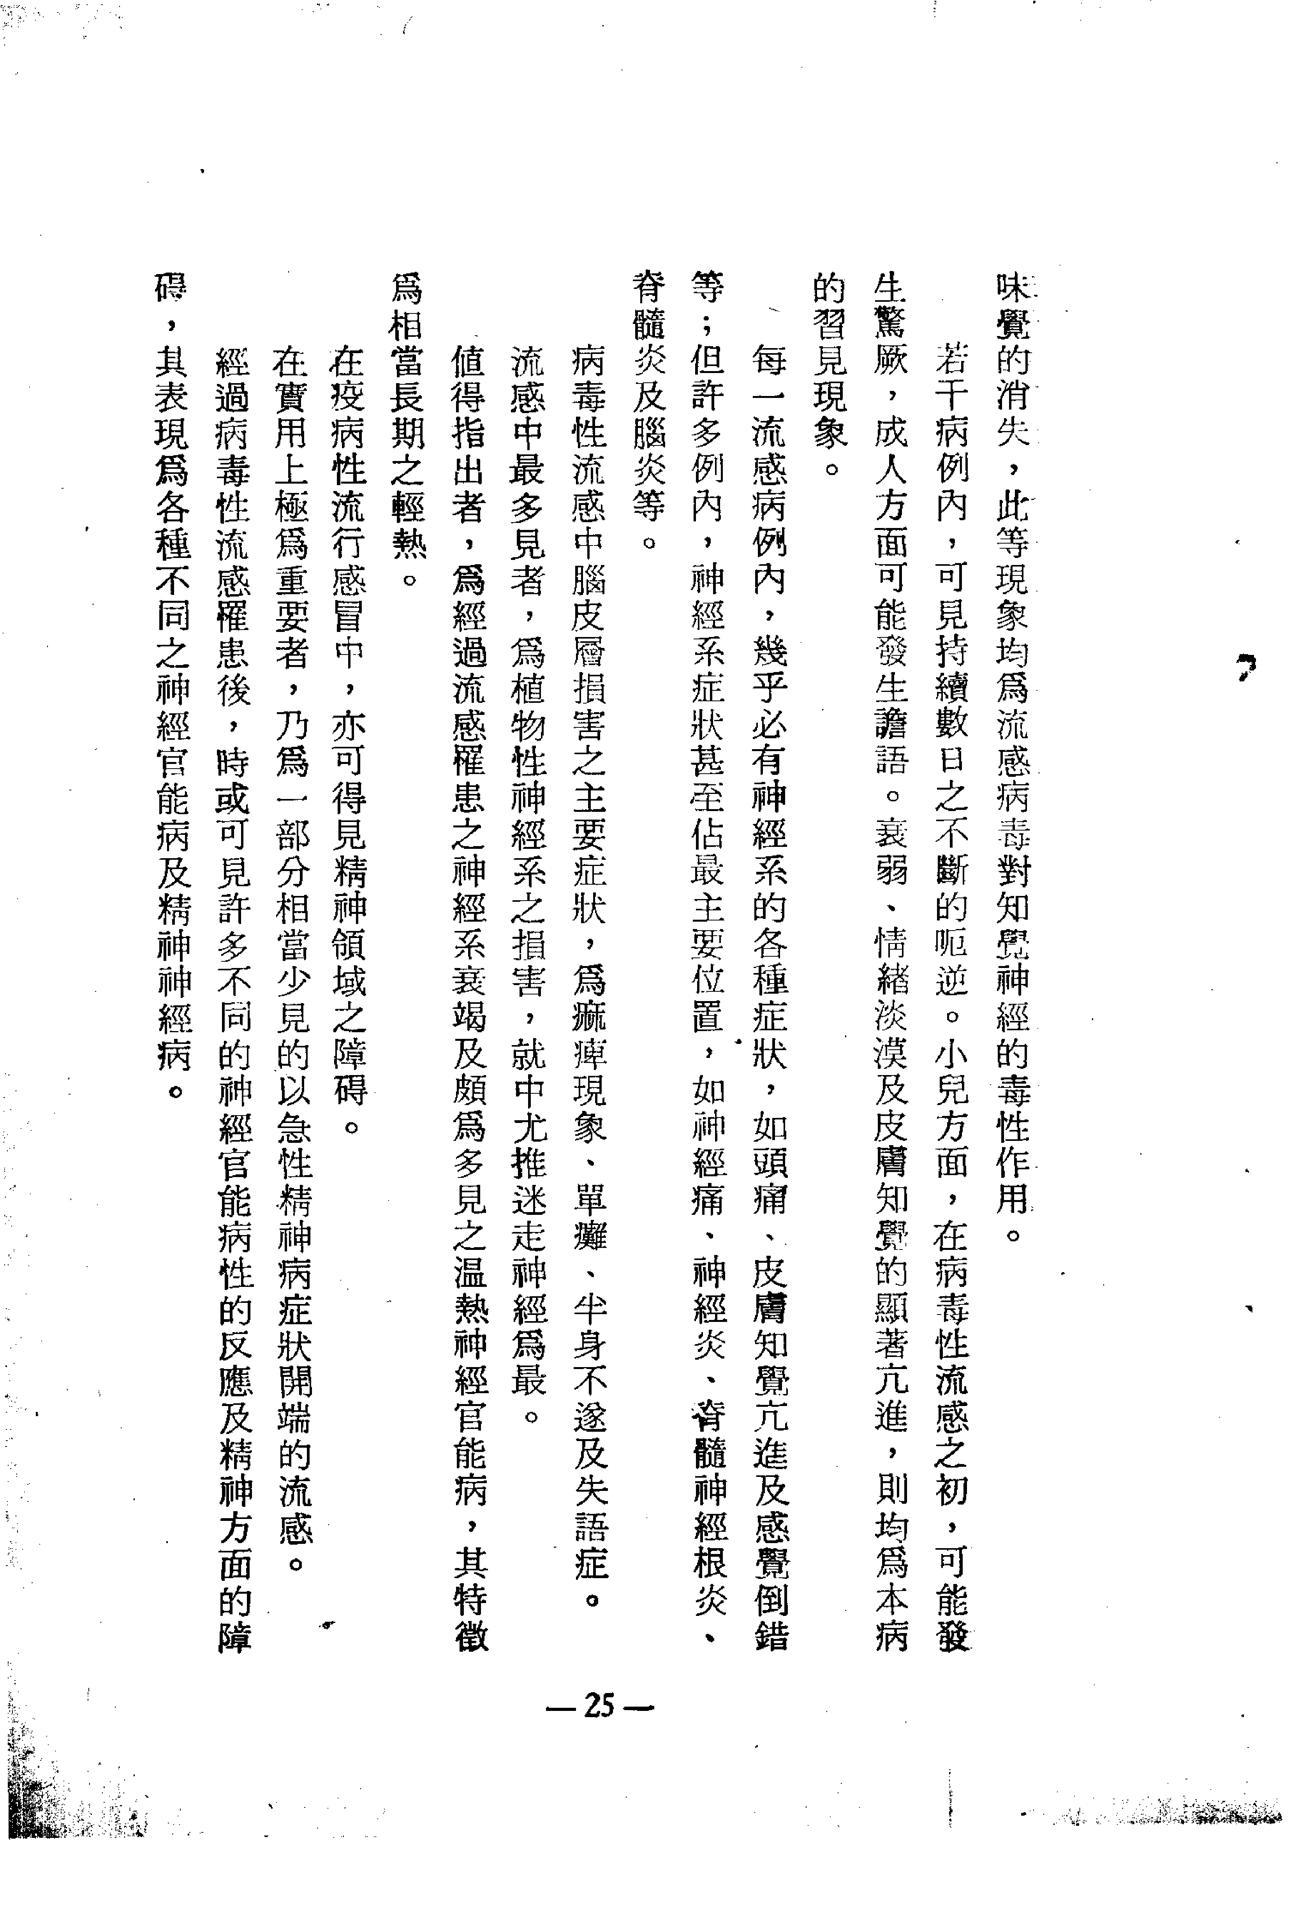 味覺的消失，此等現象均爲流感病毒對知覺神經的毒性作用。
若干病例內，可見持續數日之不斷的呃逆。小兒方面，在病毒性流感之初，可能發
生驚厥，成人方面可能發生譫語。衰弱、情緒淡漠及皮膚知覺的顯著亢進，則均爲本病
的習見現象。
每一流感病例內，幾乎必有神經系的各種症狀，如頭痛、皮膚知覺亢進及感覺倒錯
等；但許多例內，神經系症狀甚至佔最主要位置，如神經痛、神經炎、脊髓神經根炎、
脊髓炎及腦炎等。
病毒性流感中腦皮層損害之主要症狀，爲痲痺現象、單癱、半身不遂及失語症。
流感中最多見者，爲植物性神經系之損害，就中尤推迷走神經爲最。
値得指出者，爲經過流感罹患之神經系衰竭及頗爲多見之温熱神經官能病，其特徵
爲相當長期之輕熱。
在疫病性流行感冒中，亦可得見精神領域之障碍。
在實用上極爲重要者，乃爲一部分相當少見的以急性精神病症狀開端的流感。
經過病毒性流感罹患後，時或可見許多不同的神經官能病性的反應及精神方面的障
碍，其表現爲各種不同之神經官能病及精神神經病。
— 25 —